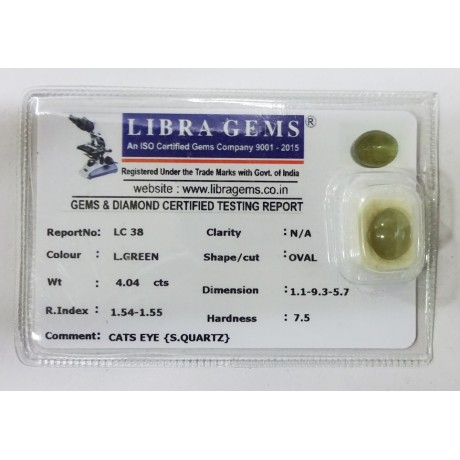 LIBRA GEMS ®
An ISO Certified Gems Company 9001 - 2015
Registered Under the Trade Marks with Govt. of India
website : www.libragems.co.in
GEMS & DIAMOND CERTIFIED TESTING REPORT
ReportNo: LC 38 Clarity : N/A
Colour : L.GREEN Shape/cut :OVAL
Wt : 4.04 cts Dimension : 1.1-9.3-5.7
R.Index : 1.54-1.55 Hardness : 7.5
Comment: CATS EYE {S.QUARTZ}